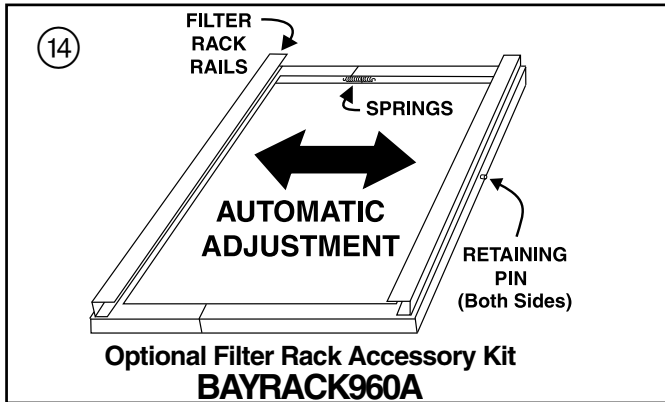 14
FILTER
RACK
RAILS
SPRINGS
AUTOMATIC
ADJUSTMENT
RETAINING
PIN
(Both Sides)
Optional Filter Rack Accessory Kit
BAYRACK960A